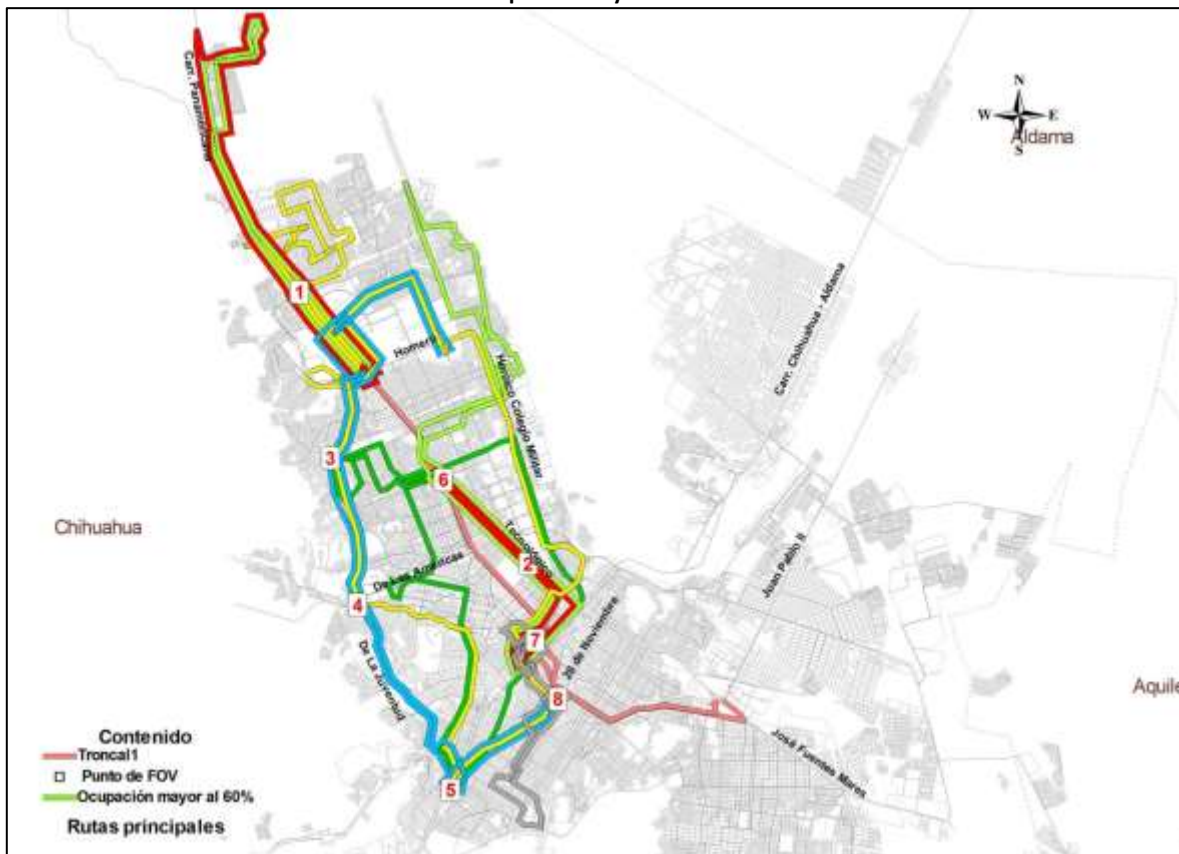 N
W E
S
Aldama
Carr. Panamericana
1
Homero
Heroico Colegio Militar
Carr. Chihuahua - Aldama
3
6
Chihuahua
Tecnológico
2
De Las Américas
Juan Pablo II
4
7
20 de Noviembre
De La Juventud
8
Aquile
José Fuentes Mares
5
Contenido
Troncal1
Punto de FOV
Ocupación mayor al 60%
Rutas principales